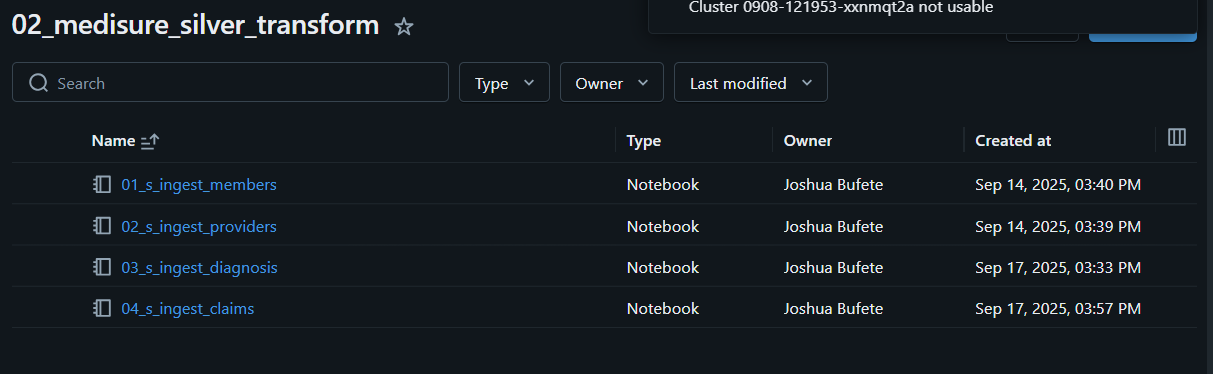 Cluster 0908-121953-xxnmqt2a not usable
02_medisure_silver_transform
Search Type Owner Last modified
Name Type Owner Created at
01_s_ingest_members Notebook Joshua Bufete Sep 14, 2025, 03:40 PM
02_s_ingest_providers Notebook Joshua Bufete Sep 14, 2025, 03:39 PM
03_s_ingest_diagnosis Notebook Joshua Bufete Sep 17, 2025, 03:33 PM
04_s_ingest_claims Notebook Joshua Bufete Sep 17, 2025, 03:57 PM